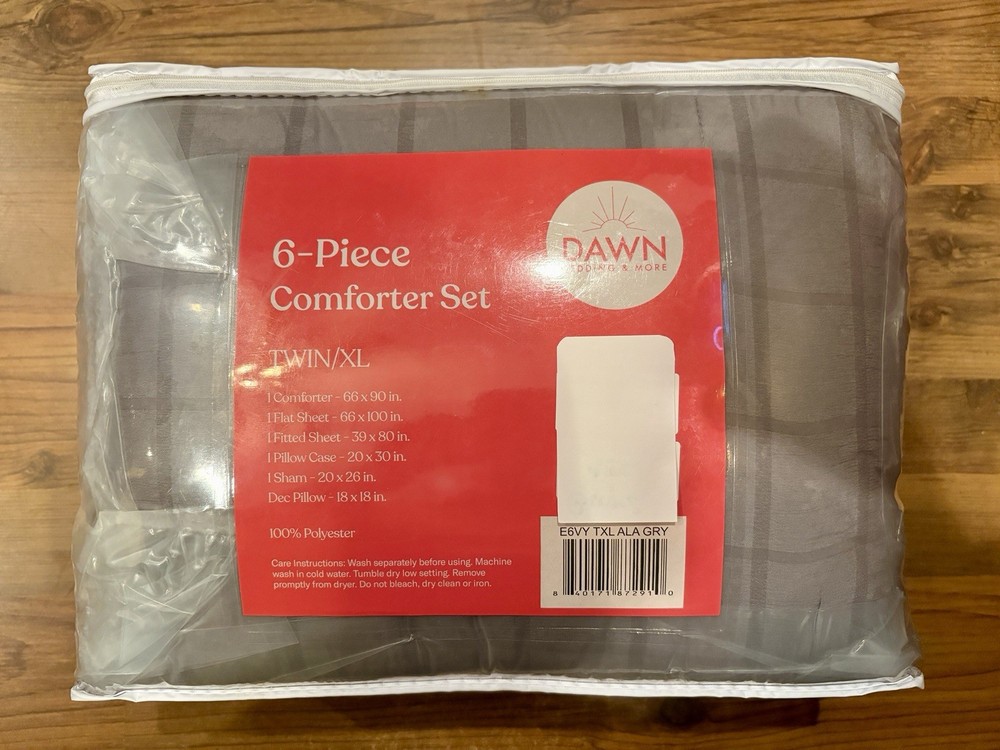 DAWN
BEDDING & MORE
6-Piece
Comforter Set
TWIN/XL
1 Comforter - 66 x 90 in.
1 Flat Sheet - 66 x 100 in.
1 Fitted Sheet - 39 x 80 in.
1 Pillow Case - 20 x 30 in.
1 Sham - 20 x 26 in.
Dec Pillow - 18 x 18 in.
100% Polyester
Care Instructions: Wash separately before using. Machine
wash in cold water. Tumble dry low setting. Remove
promptly from dryer. Do not bleach, dry clean or iron.
E6VY TXL ALA GRY
8 40171 87291 0